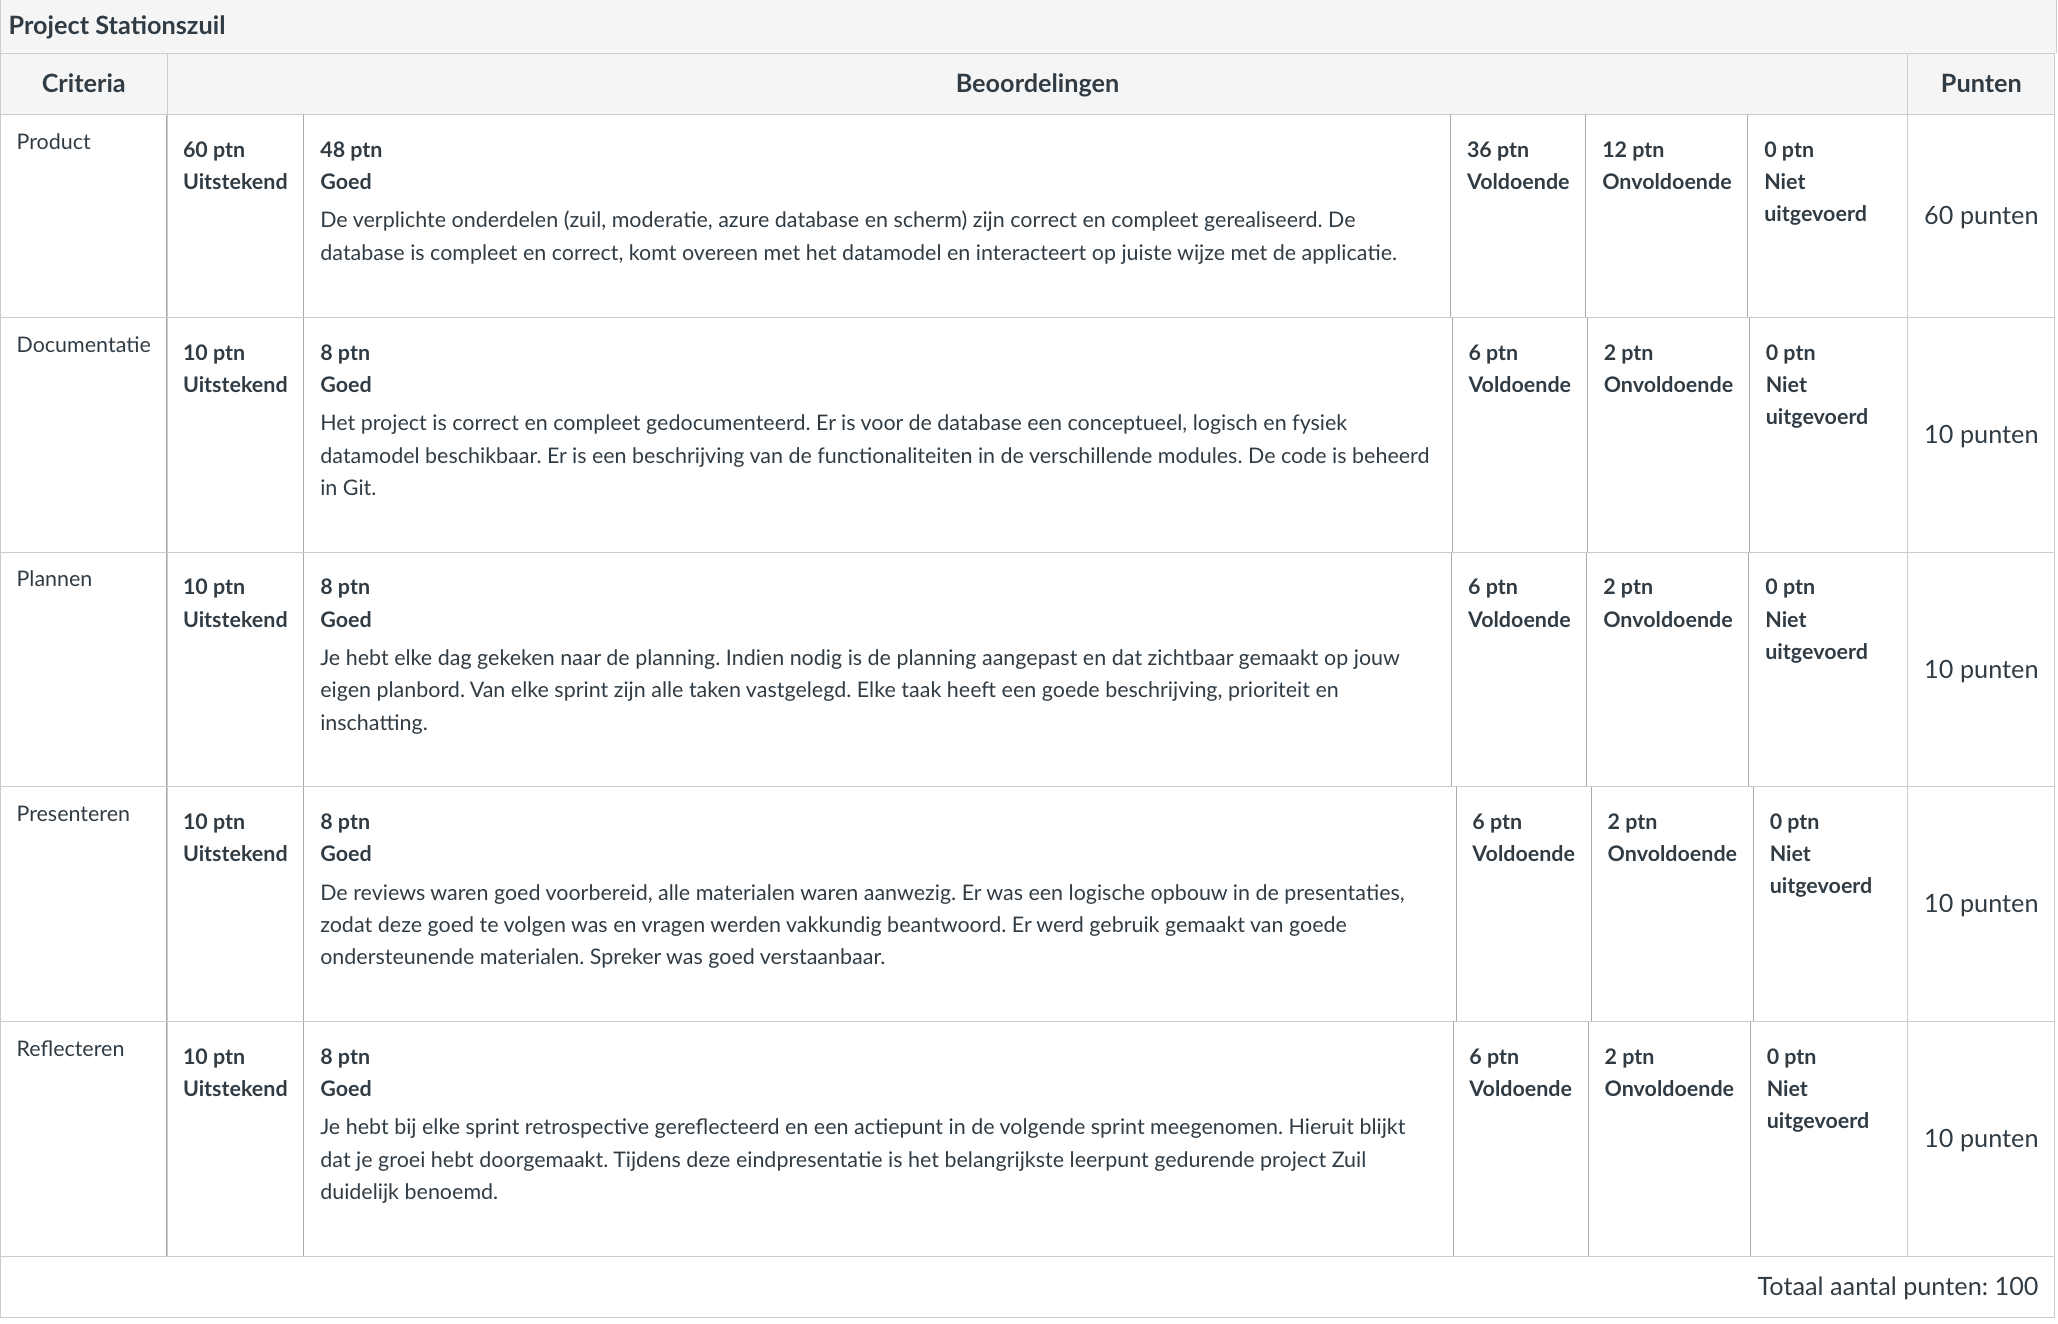 Project Stationszuil
Criteria
Beoordelingen
Punten
Product
60 ptn
Uitstekend
48 ptn
Goed
De verplichte onderdelen (zuil, moderatie, azure database en scherm) zijn correct en compleet gerealiseerd. De
database is compleet en correct, komt overeen met het datamodel en interacteert op juiste wijze met de applicatie.
36 ptn
Voldoende
12 ptn
Onvoldoende
0 ptn
Niet
uitgevoerd
60 punten
Documentatie
10 ptn
Uitstekend
8 ptn
Goed
Het project is correct en compleet gedocumenteerd. Er is voor de database een conceptueel, logisch en fysiek
datamodel beschikbaar. Er is een beschrijving van de functionaliteiten in de verschillende modules. De code is beheerd
in Git.
6 ptn
Voldoende
2 ptn
Onvoldoende
0 ptn
Niet
uitgevoerd
10 punten
Plannen
10 ptn
Uitstekend
8 ptn
Goed
Je hebt elke dag gekeken naar de planning. Indien nodig is de planning aangepast en dat zichtbaar gemaakt op jouw
eigen planbord. Van elke sprint zijn alle taken vastgelegd. Elke taak heeft een goede beschrijving, prioriteit en
inschatting.
6 ptn
Voldoende
2 ptn
Onvoldoende
0 ptn
Niet
uitgevoerd
10 punten
Presenteren
10 ptn
Uitstekend
8 ptn
Goed
De reviews waren goed voorbereid, alle materialen waren aanwezig. Er was een logische opbouw in de presentaties,
zodat deze goed te volgen was en vragen werden vakkundig beantwoord. Er werd gebruik gemaakt van goede
ondersteunende materialen. Spreker was goed verstaanbaar.
6 ptn
Voldoende
2 ptn
Onvoldoende
0 ptn
Niet
uitgevoerd
10 punten
Reflecteren
10 ptn
Uitstekend
8 ptn
Goed
Je hebt bij elke sprint retrospective gereflecteerd en een actiepunt in de volgende sprint meegenomen. Hieruit blijkt
dat je groei hebt doorgemaakt. Tijdens deze eindpresentatie is het belangrijkste leerpunt gedurende project Zuil
duidelijk benoemd.
6 ptn
Voldoende
2 ptn
Onvoldoende
0 ptn
Niet
uitgevoerd
10 punten
Totaal aantal punten: 100